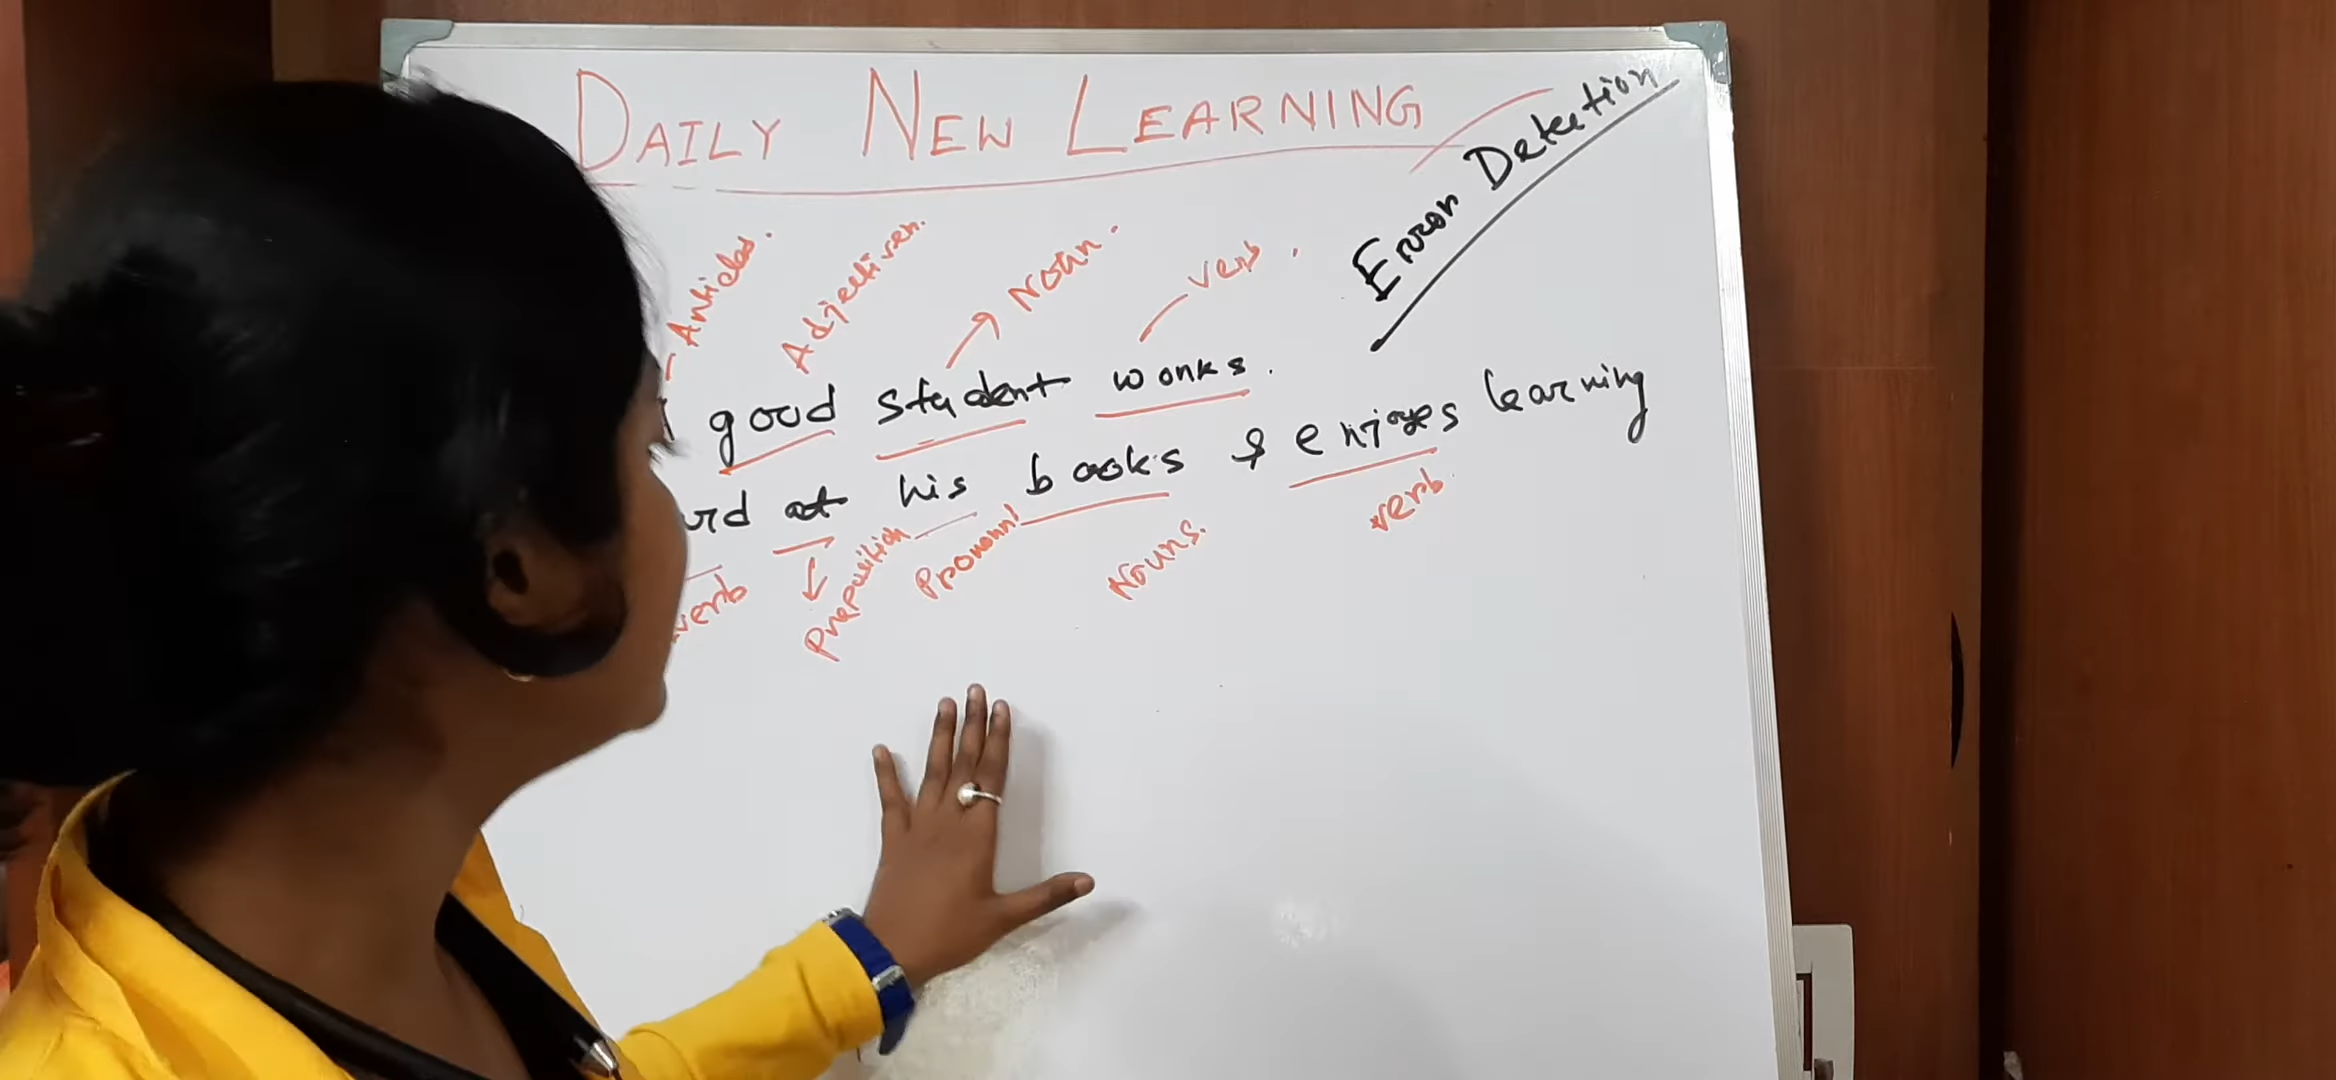 DAILY NEW LEARNING
Error Detection
Articles.
Adjectives.
Noun.
verb.
good student works.
at his books & enjoyes learning
verb
preposition
Pronoun
Nouns.
verb